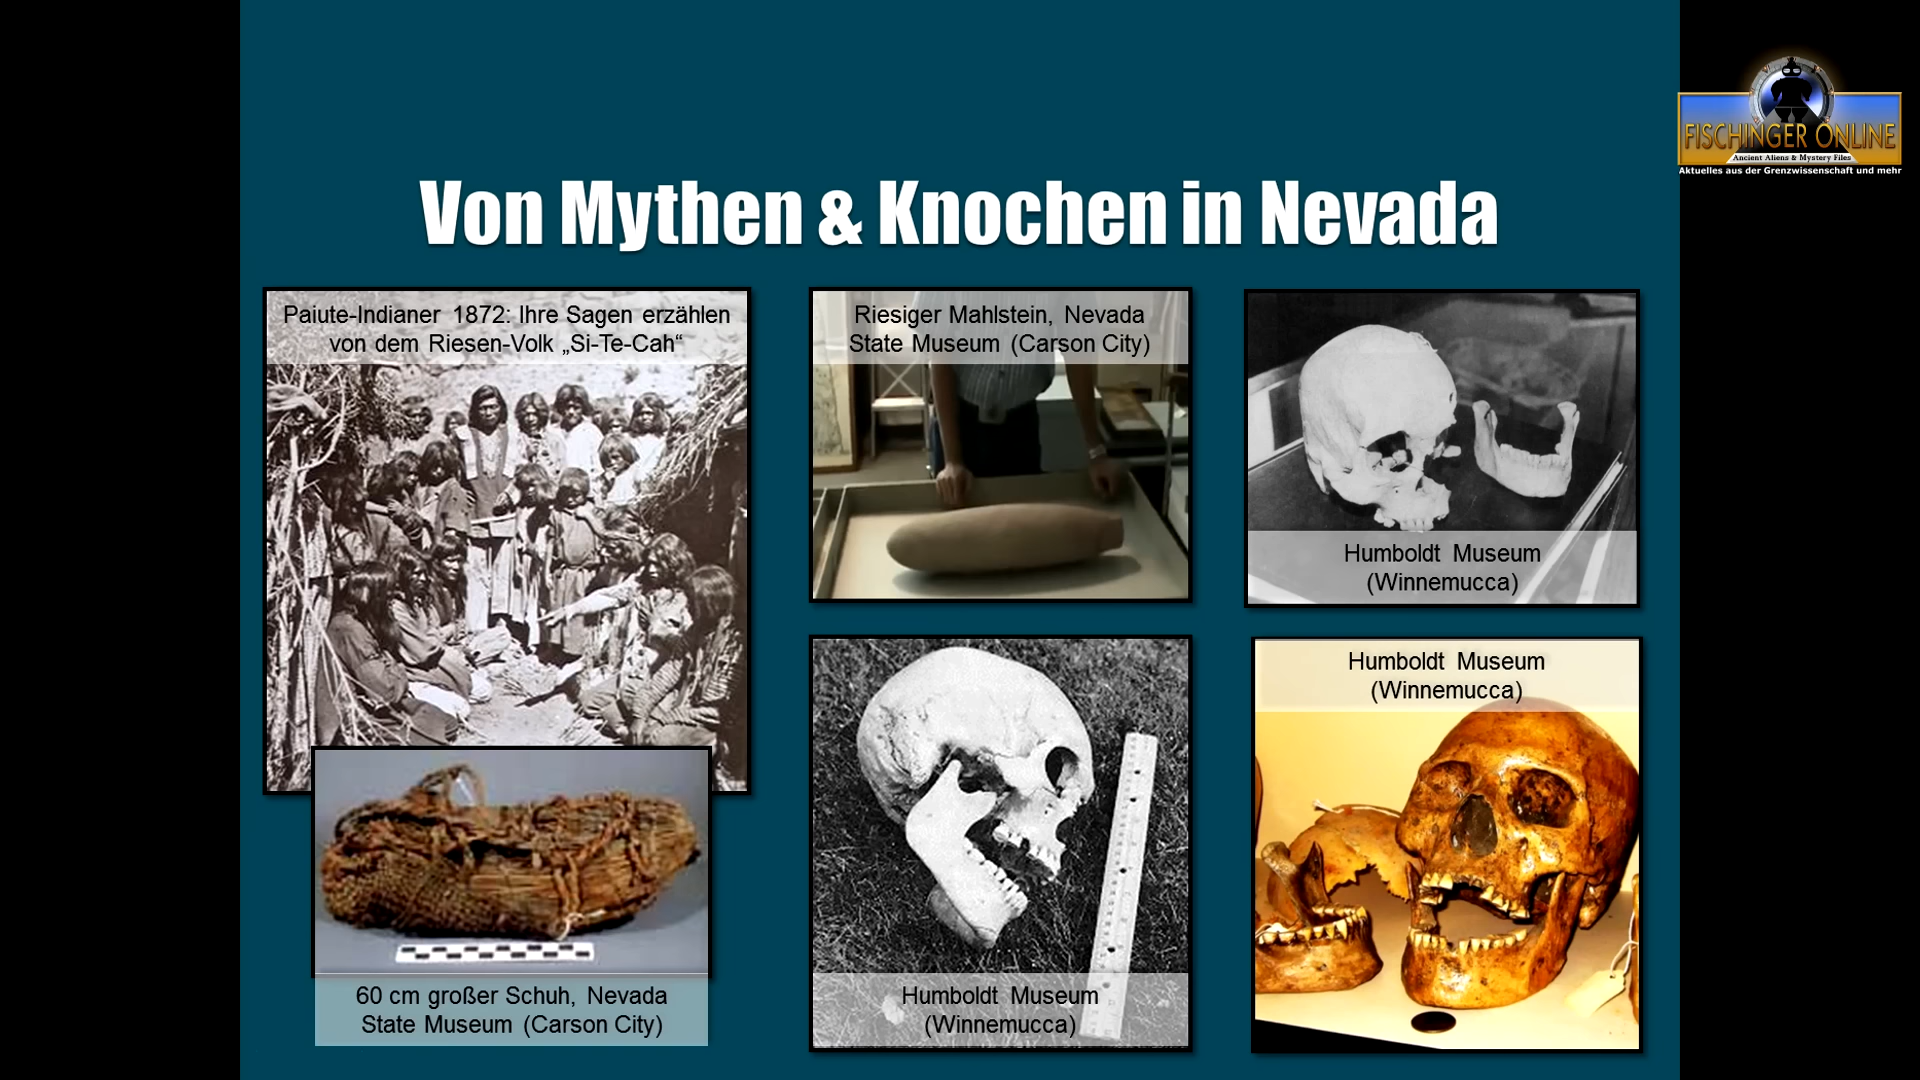 FISCHINGER ONLINE
Ancient Aliens & Mystery Files
Aktuelles aus der Grenzwissenschaft und mehr
Von Mythen & Knochen in Nevada
Paiute-Indianer 1872: Ihre Sagen erzählen
von dem Riesen-Volk „Si-Te-Cah“
Riesiger Mahlstein, Nevada
State Museum (Carson City)
Humboldt Museum
(Winnemucca)
60 cm großer Schuh, Nevada
State Museum (Carson City)
Humboldt Museum
(Winnemucca)
Humboldt Museum
(Winnemucca)